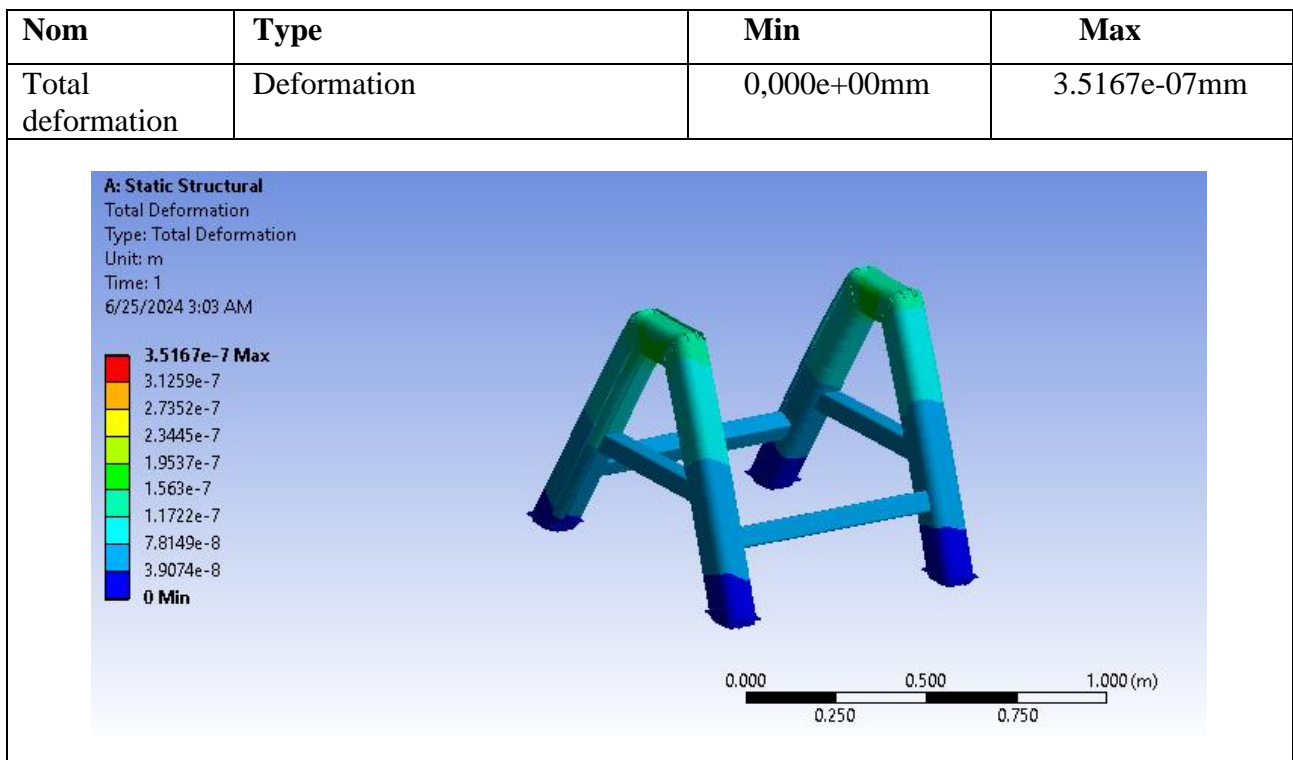 Nom Type Min Max
Total Deformation 0,000e+00mm 3.5167e-07mm
deformation
A: Static Structural
Total Deformation
Type: Total Deformation
Unit: m
Time: 1
6/25/2024 3:03 AM
3.5167e-7 Max
3.1259e-7
2.7352e-7
2.3445e-7
1.9537e-7
1.563e-7
1.1722e-7
7.8149e-8
3.9074e-8
0 Min
0.000 0.500 1.000 (m)
0.250 0.750